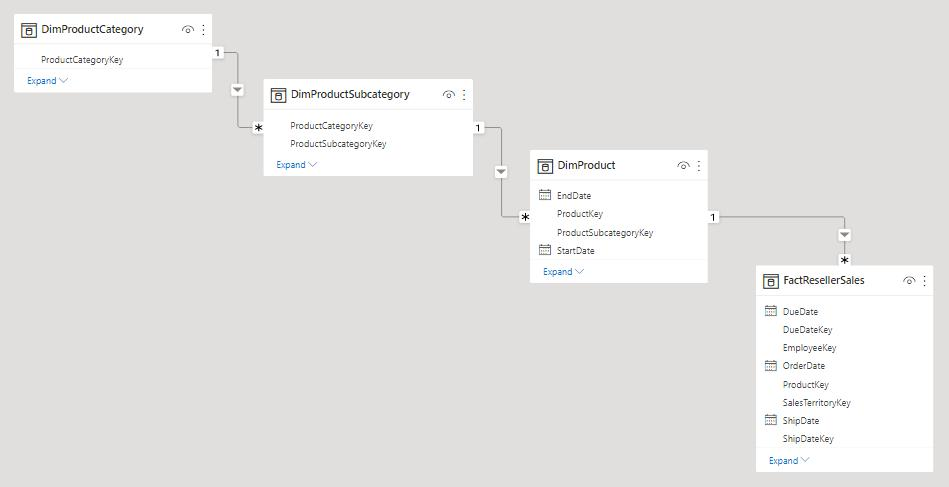 DimProductCategory
ProductCategoryKey
Expand
1
*
DimProductSubcategory
ProductCategoryKey
ProductSubcategoryKey
Expand
1
*
DimProduct
EndDate
ProductKey
ProductSubcategoryKey
StartDate
Expand
1
*
FactResellerSales
DueDate
DueDateKey
EmployeeKey
OrderDate
ProductKey
SalesTerritoryKey
ShipDate
ShipDateKey
Expand